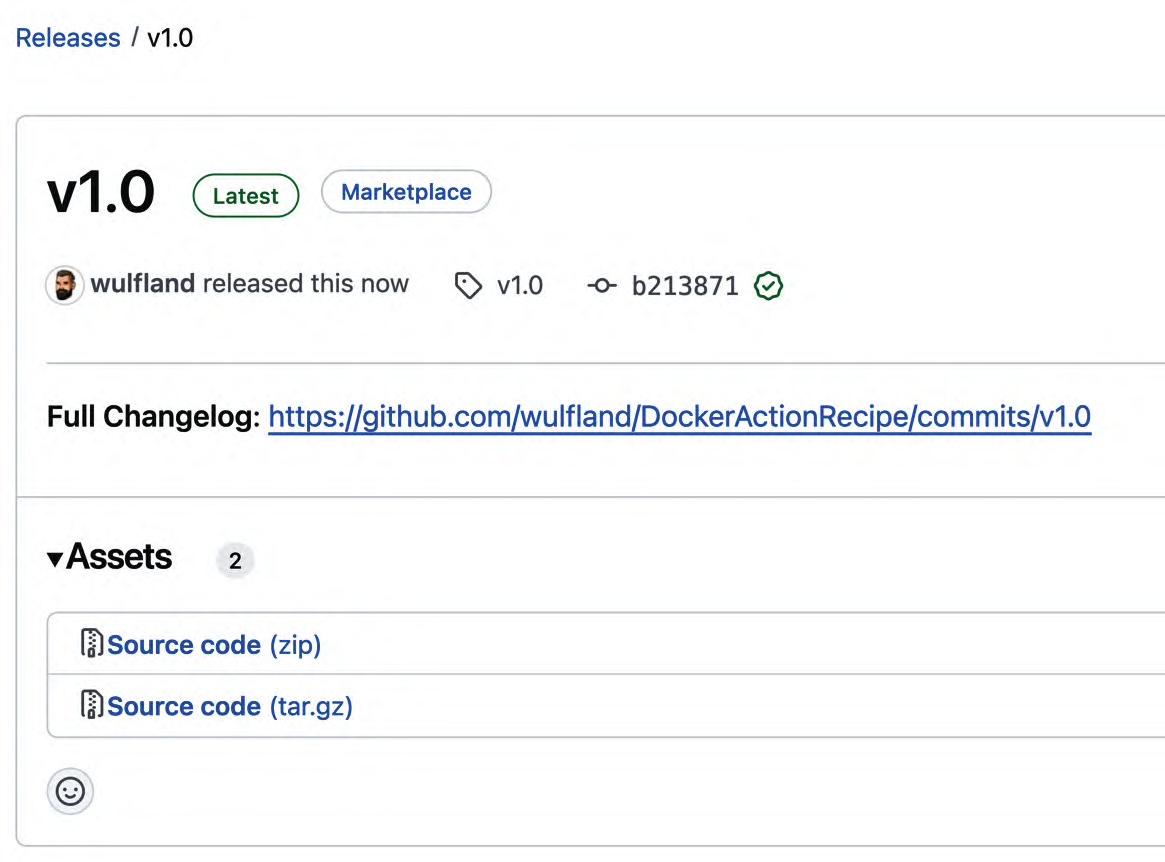 Releases / v1.0
v1.0 Latest Marketplace
wulfland released this now v1.0 b213871
Full Changelog: https://github.com/wulfland/DockerActionRecipe/commits/v1.0
Assets 2
Source code (zip)
Source code (tar.gz)